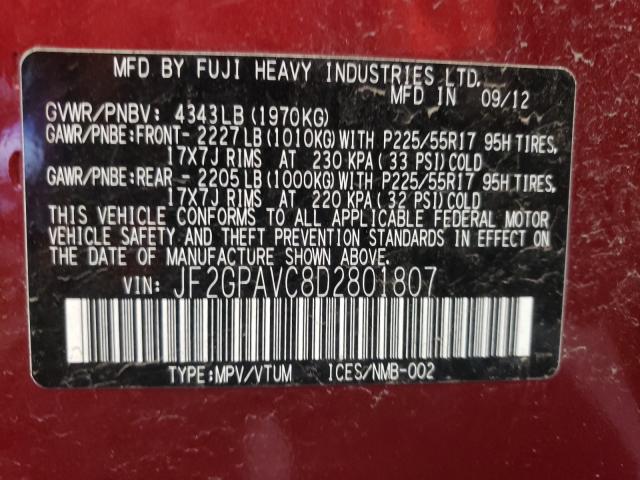 MFD BY FUJI HEAVY INDUSTRIES LTD.
MFD IN 09/12
GVWR/PNBV: 4343LB (1970KG)
GAWR/PNBE:FRONT- 2227LB(1010KG)WITH P225/55R17 95H TIRES,
17X7J RIMS AT 230 KPA(33 PSI)COLD
GAWR/PNBE:REAR - 2205LB(1000KG)WITH P225/55R17 95H TIRES,
17X7J RIMS AT 220 KPA(32 PSI)COLD
THIS VEHICLE CONFORMS TO ALL APPLICABLE FEDERAL MOTOR
VEHICLE SAFETY AND THEFT PREVENTION STANDARDS IN EFFECT
ON THE DATE OF MANUFACTURE SHOWN ABOVE.
VIN: JF2GPAVC8D2801807
TYPE:MPV/VTUM ICES/NMB-002